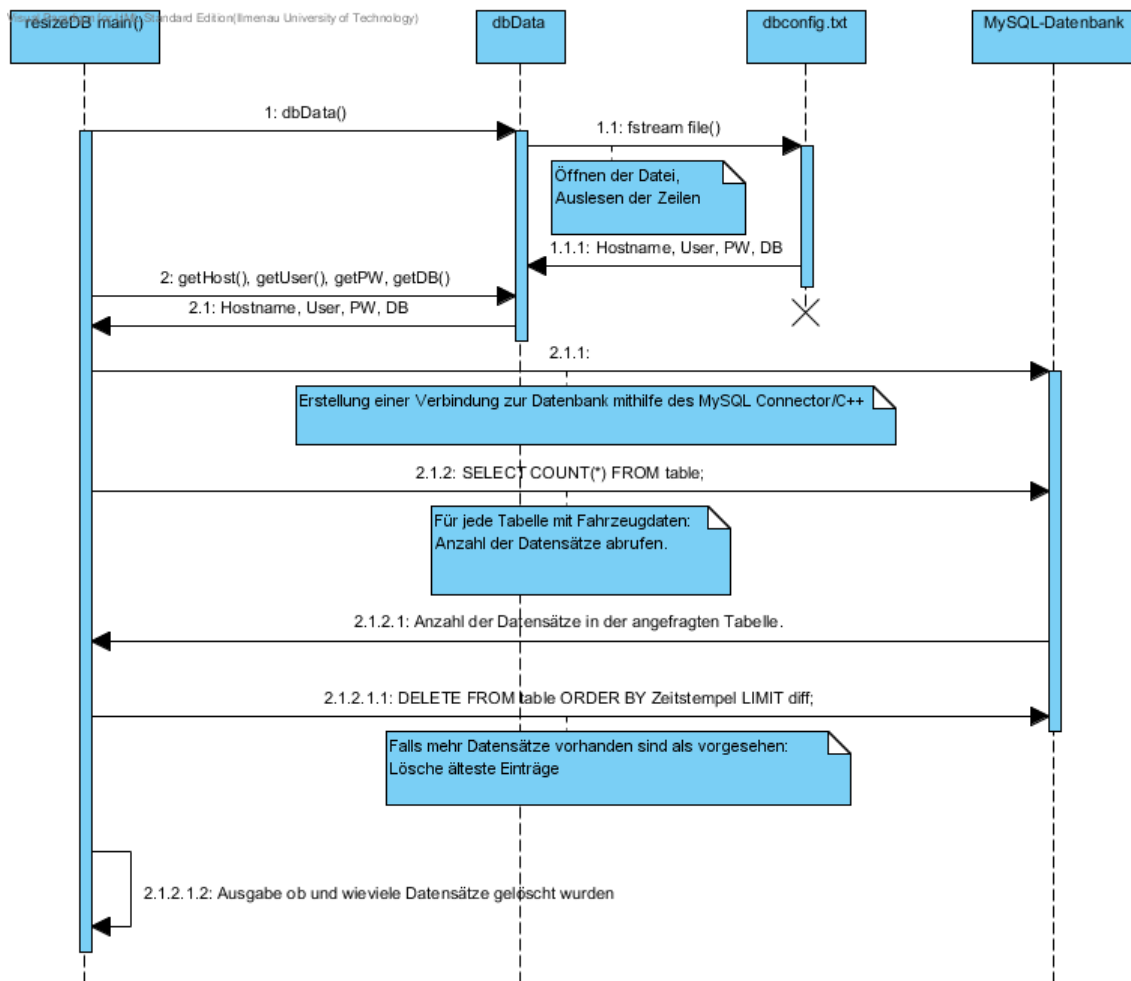 Visual Paradigm for UML Standard Edition(Ilmenau University of Technology)
resizeDB main()
dbData
dbconfig.txt
MySQL-Datenbank
1: dbData()
1.1: fstream file()
Öffnen der Datei,
Auslesen der Zeilen
1.1.1: Hostname, User, PW, DB
2: getHost(), getUser(), getPW, getDB()
2.1: Hostname, User, PW, DB
2.1.1:
Erstellung einer Verbindung zur Datenbank mithilfe des MySQL Connector/C++
2.1.2: SELECT COUNT(*) FROM table;
Für jede Tabelle mit Fahrzeugdaten:
Anzahl der Datensätze abrufen.
2.1.2.1: Anzahl der Datensätze in der angefragten Tabelle.
2.1.2.1.1: DELETE FROM table ORDER BY Zeitstempel LIMIT diff;
Falls mehr Datensätze vorhanden sind als vorgesehen:
Lösche älteste Einträge
2.1.2.1.2: Ausgabe ob und wieviele Datensätze gelöscht wurden